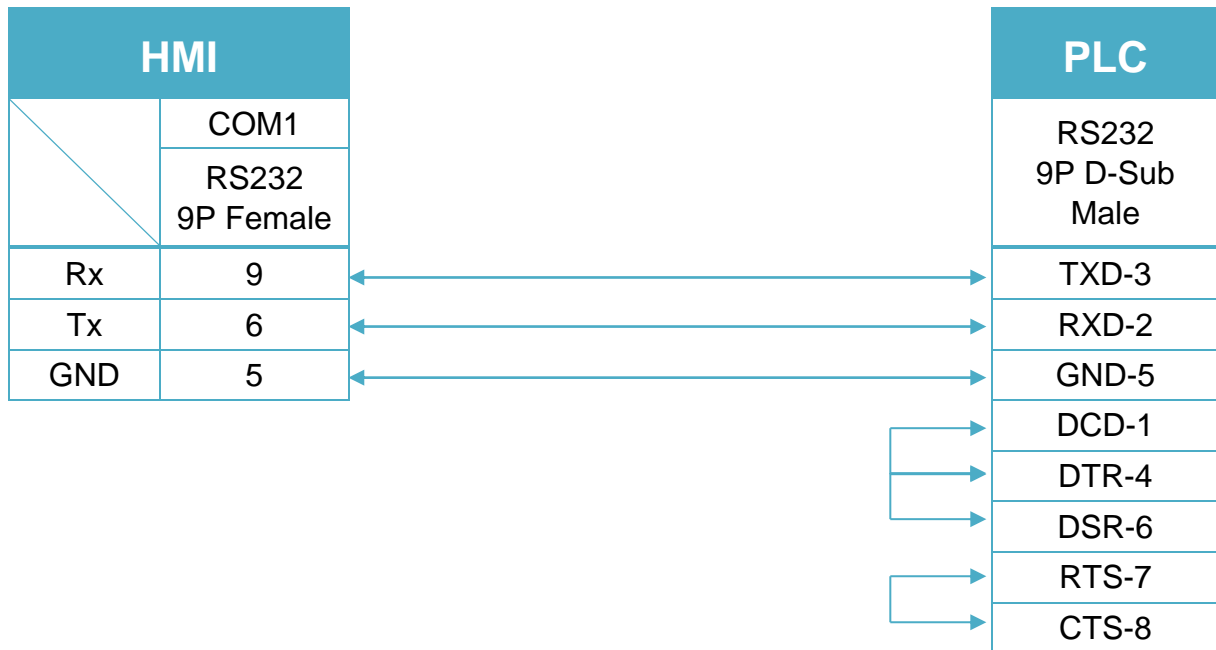 HMI
COM1
RS232
9P Female
Rx 9
Tx 6
GND 5
PLC
RS232
9P D-Sub
Male
TXD-3
RXD-2
GND-5
DCD-1
DTR-4
DSR-6
RTS-7
CTS-8